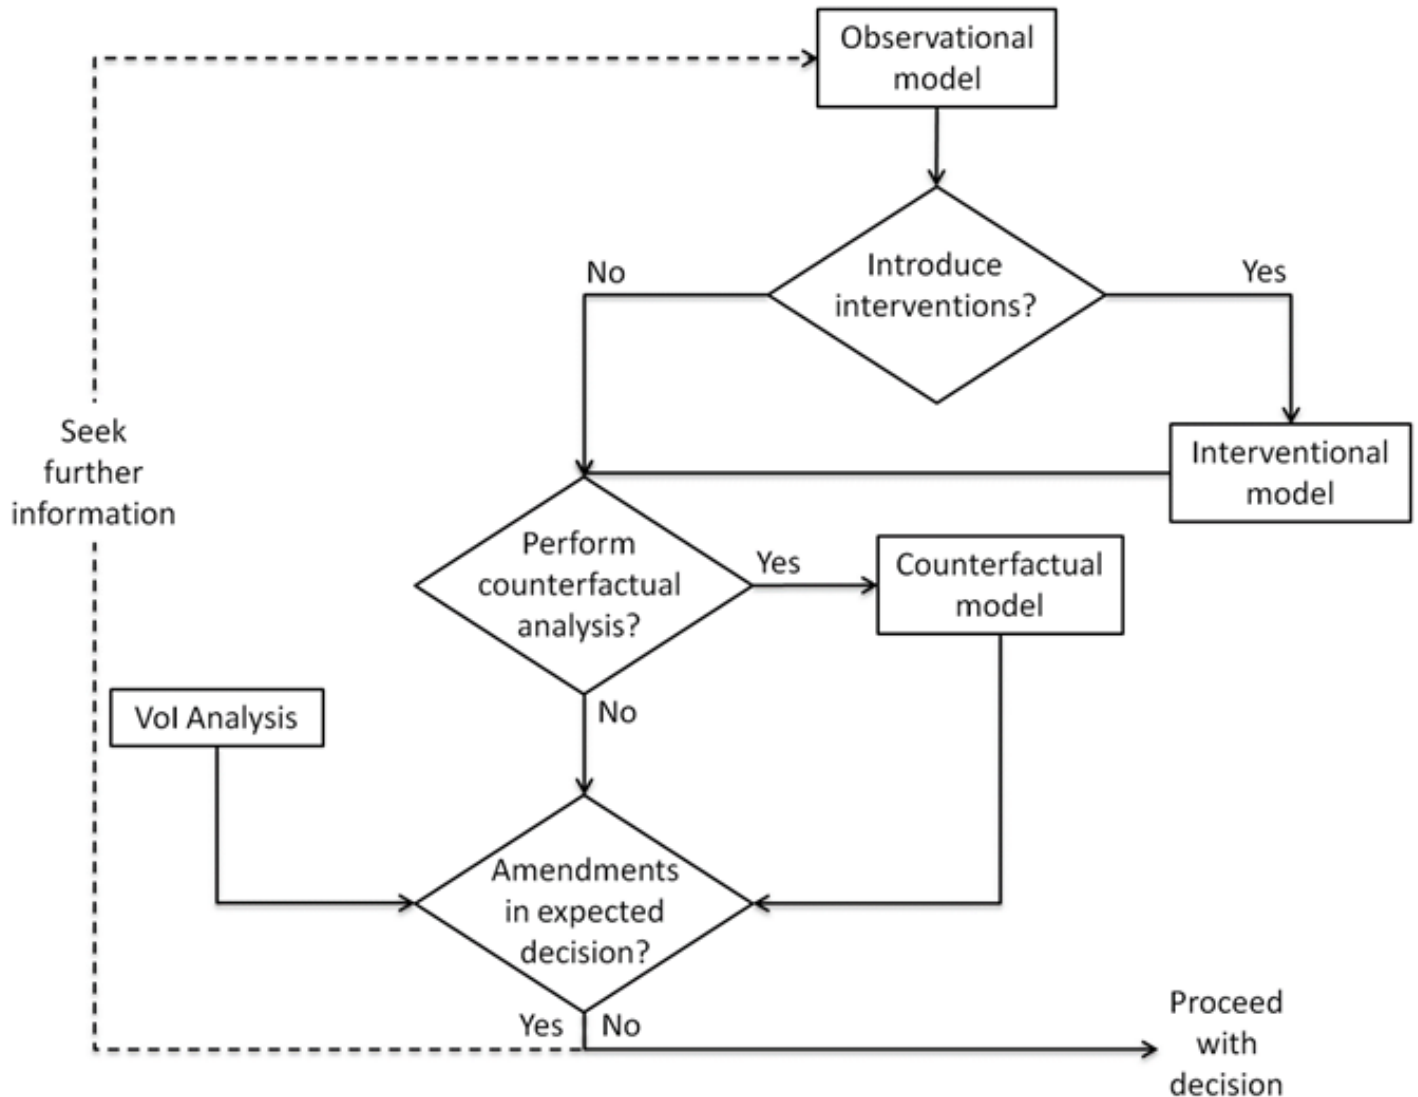 Observational
model
Introduce
interventions?
No
Yes
Seek
further
information
Interventional
model
Perform
counterfactual
analysis?
Yes
Counterfactual
model
No
VoI Analysis
Amendments
in expected
decision?
Yes
No
Proceed
with
decision